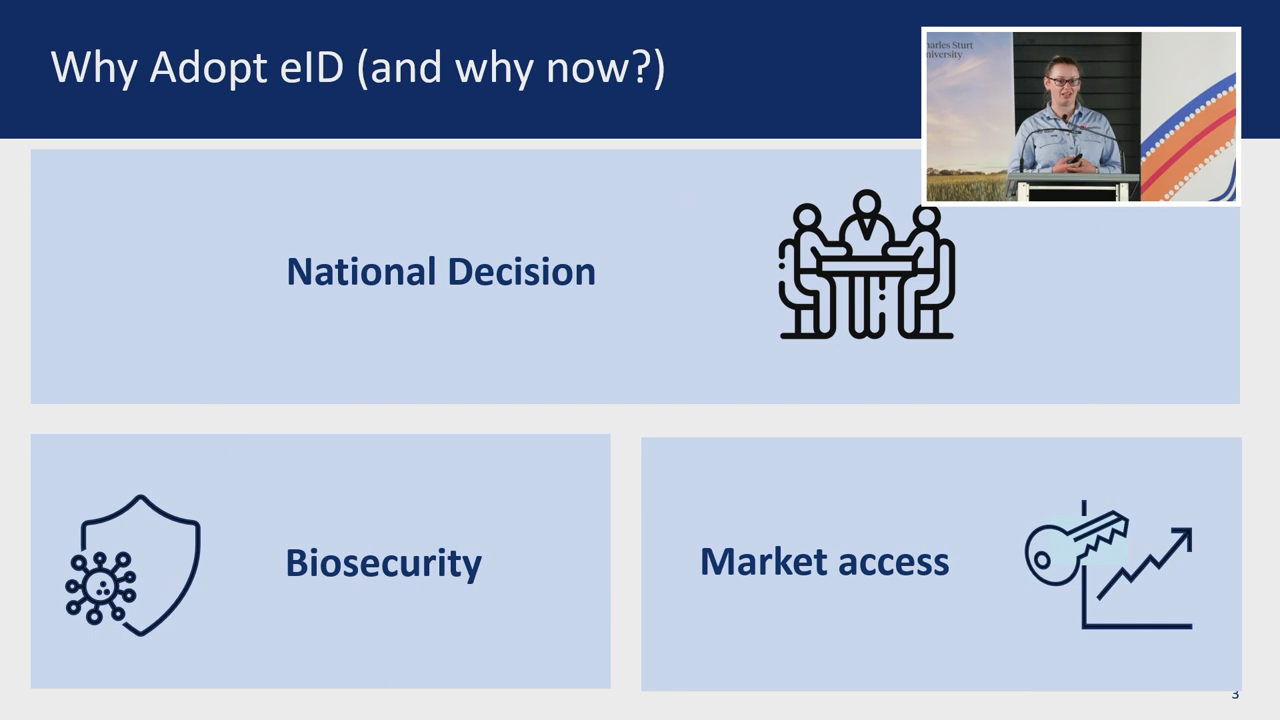 Why Adopt eID (and why now?)
harles Sturt
niversity
National Decision
Biosecurity
Market access
3